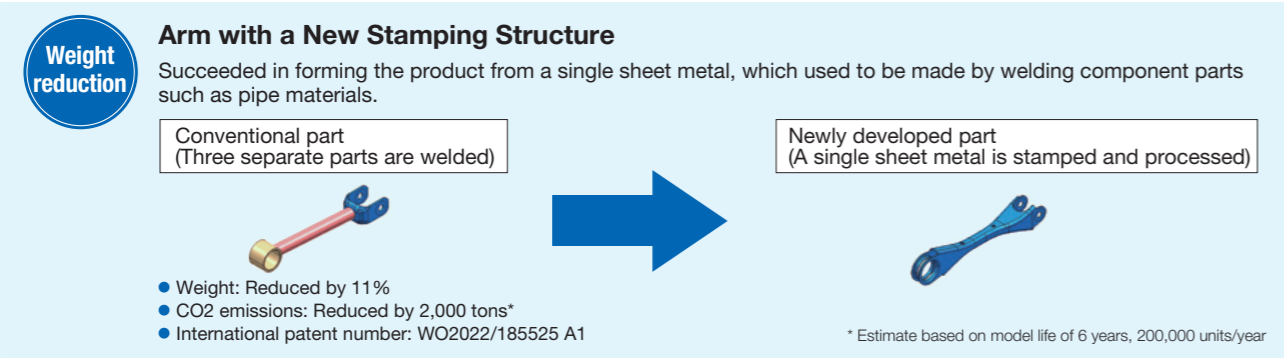 Weight
reduction
Arm with a New Stamping Structure
Succeeded in forming the product from a single sheet metal, which used to be made by welding component parts
such as pipe materials.
Conventional part
(Three separate parts are welded)
Newly developed part
(A single sheet metal is stamped and processed)
● Weight: Reduced by 11%
● CO2 emissions: Reduced by 2,000 tons*
● International patent number: WO2022/185525 A1
* Estimate based on model life of 6 years, 200,000 units/year